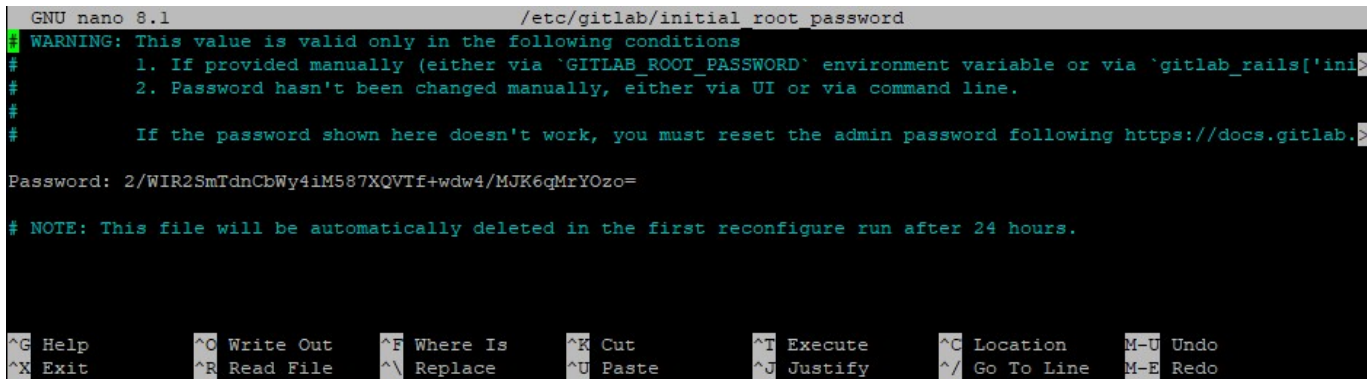 GNU nano 8.1 /etc/gitlab/initial_root_password
# WARNING: This value is valid only in the following conditions
# 1. If provided manually (either via `GITLAB_ROOT_PASSWORD` environment variable or via `gitlab_rails['ini>
# 2. Password hasn't been changed manually, either via UI or via command line.
#
# If the password shown here doesn't work, you must reset the admin password following https://docs.gitlab.>
Password: 2/WIR2SmTdnCbWy4iM587XQVTf+wdw4/MJK6qMrYOzo=
# NOTE: This file will be automatically deleted in the first reconfigure run after 24 hours.
^G Help ^O Write Out ^F Where Is ^K Cut ^T Execute ^C Location M-U Undo
^X Exit ^R Read File ^\ Replace ^U Paste ^J Justify ^/ Go To Line M-E Redo